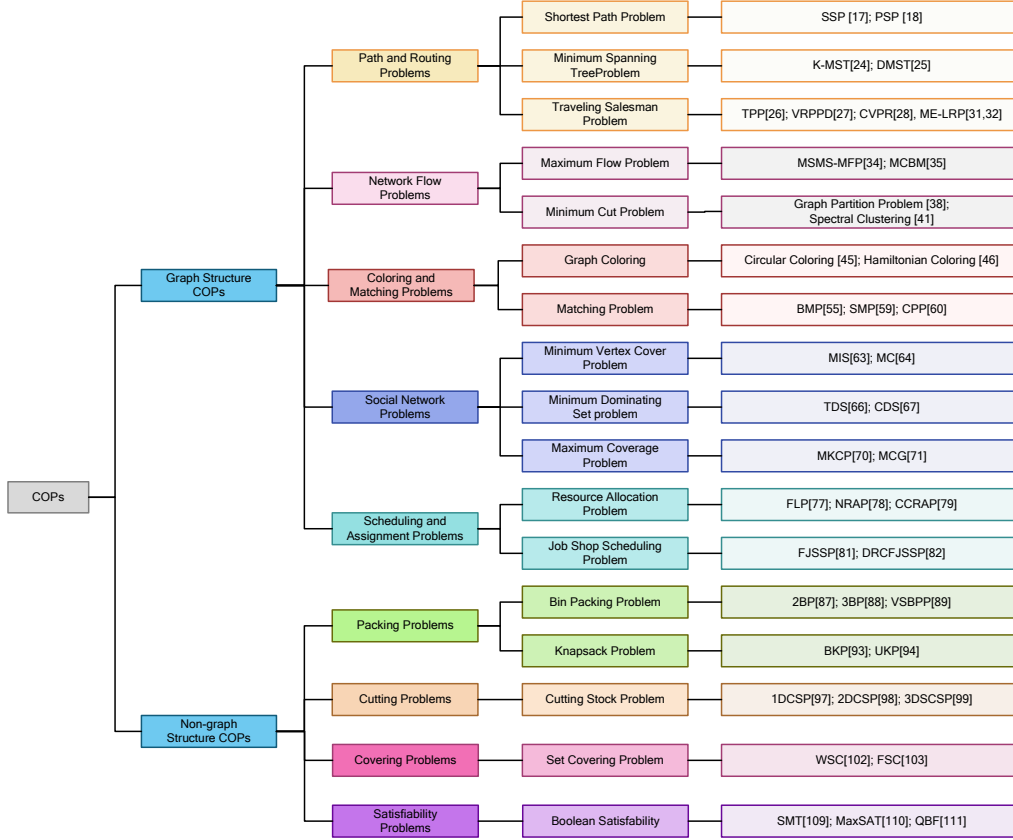 COPs
Graph Structure
COPs
Path and Routing
Problems
Shortest Path Problem
SSP [17]; PSP [18]
Minimum Spanning
TreeProblem
K-MST[24]; DMST[25]
Traveling Salesman
Problem
TPP[26]; VRPPD[27]; CVPR[28], ME-LRP[31,32]
Network Flow
Problems
Maximum Flow Problem
MSMS-MFP[34]; MCBM[35]
Minimum Cut Problem
Graph Partition Problem [38];
Spectral Clustering [41]
Coloring and
Matching Problems
Graph Coloring
Circular Coloring [45]; Hamiltonian Coloring [46]
Matching Problem
BMP[55]; SMP[59]; CPP[60]
Social Network
Problems
Minimum Vertex Cover
Problem
MIS[63]; MC[64]
Minimum Dominating
Set problem
TDS[66]; CDS[67]
Maximum Coverage
Problem
MKCP[70]; MCG[71]
Scheduling and
Assignment Problems
Resource Allocation
Problem
FLP[77]; NRAP[78]; CCRAP[79]
Job Shop Scheduling
Problem
FJSSP[81]; DRCFJSSP[82]
Non-graph
Structure COPs
Packing Problems
Bin Packing Problem
2BP[87]; 3BP[88]; VSBPP[89]
Knapsack Problem
BKP[93]; UKP[94]
Cutting Problems
Cutting Stock Problem
1DCSP[97]; 2DCSP[98]; 3DSCSP[99]
Covering Problems
Set Covering Problem
WSC[102]; FSC[103]
Satisfiability
Problems
Boolean Satisfability
SMT[109]; MaxSAT[110]; QBF[111]